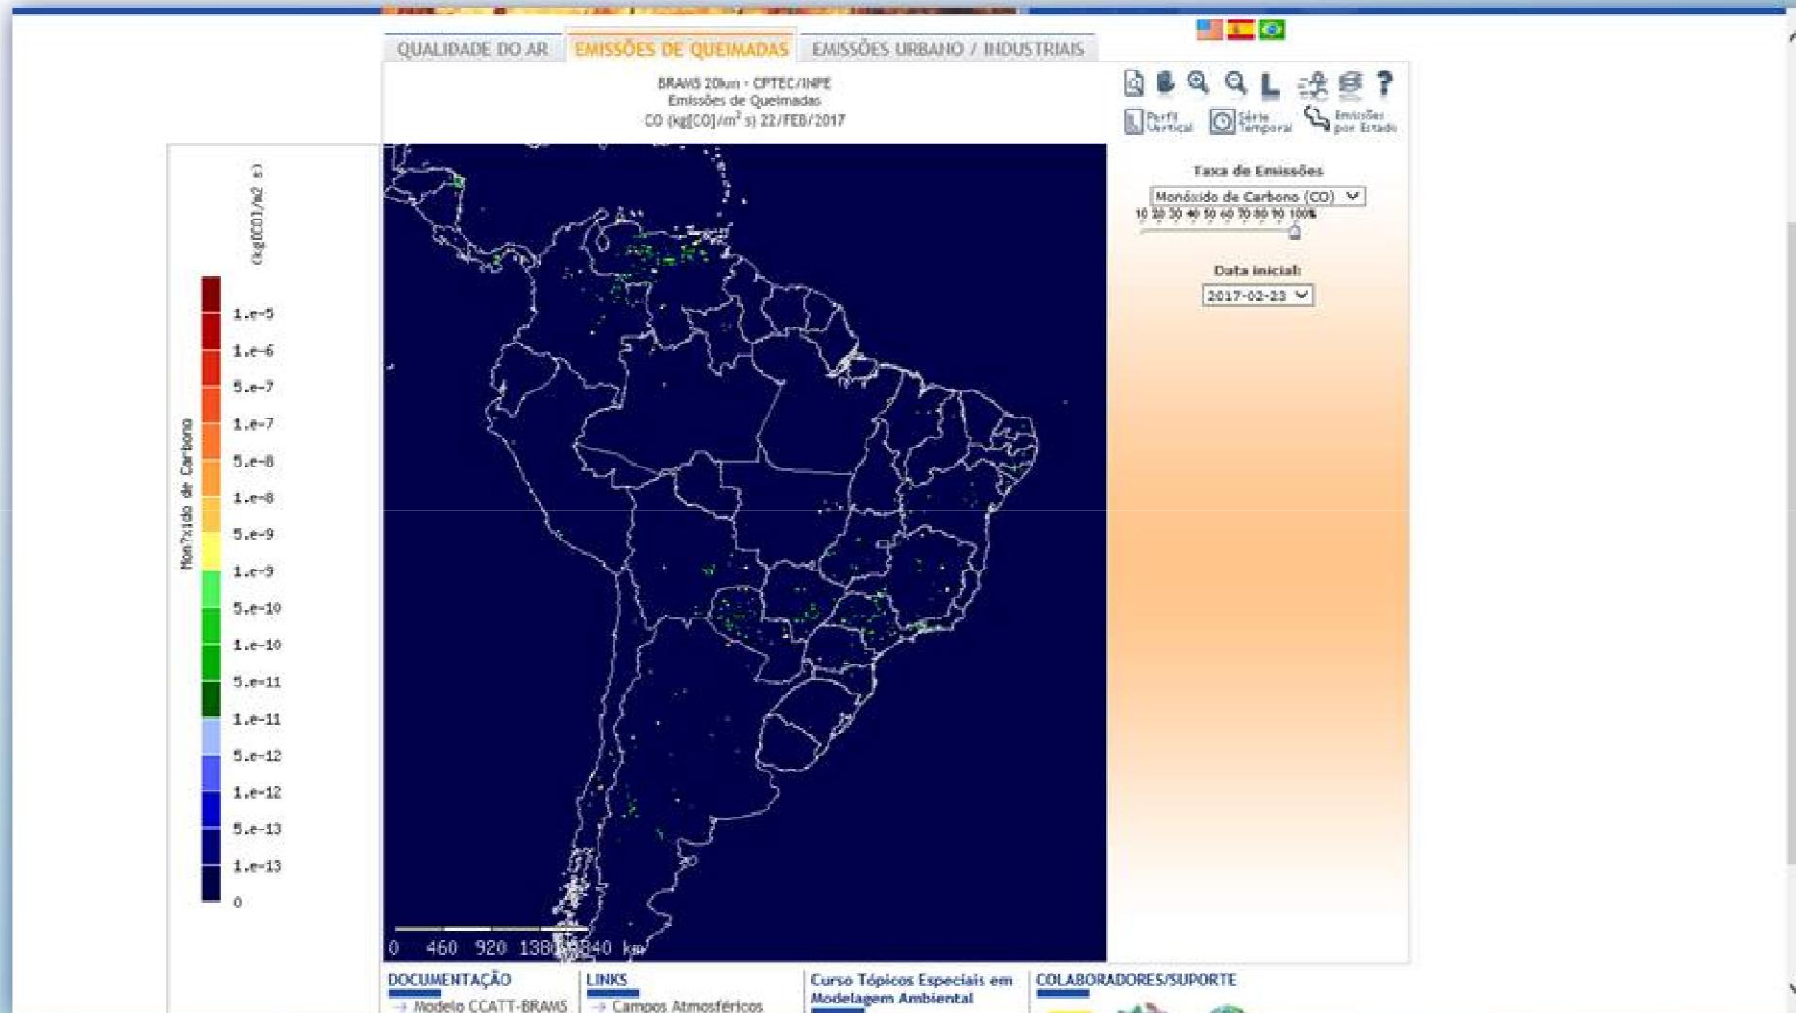 QUALIDADE DO AR
EMISSÕES DE QUEIMADAS
EMISSÕES URBANO / INDUSTRIAIS
BRAMS 20km - CPTEC/INPE
Emissões de Queimadas
CO (kg[CO]/m² s) 22/FEB/2017
Perfil Vertical
Série Temporal
Emissões por Estado
Taxa de Emissões
Monóxido de Carbono (CO)
10 20 30 40 50 60 70 80 90 100%
Data inicial:
2017-02-23
(kg[CO]/m2 s)
Mon?xido de Carbono
1.e-5
1.e-6
5.e-7
1.e-7
5.e-8
1.e-8
5.e-9
1.e-9
5.e-10
1.e-10
5.e-11
1.e-11
5.e-12
1.e-12
5.e-13
1.e-13
0
0 460 920 1380 1840 km
DOCUMENTAÇÃO
Modelo CCATT-BRAMS
LINKS
Campos Atmosféricos
Curso Tópicos Especiais em
Modelagem Ambiental
COLABORADORES/SUPORTE